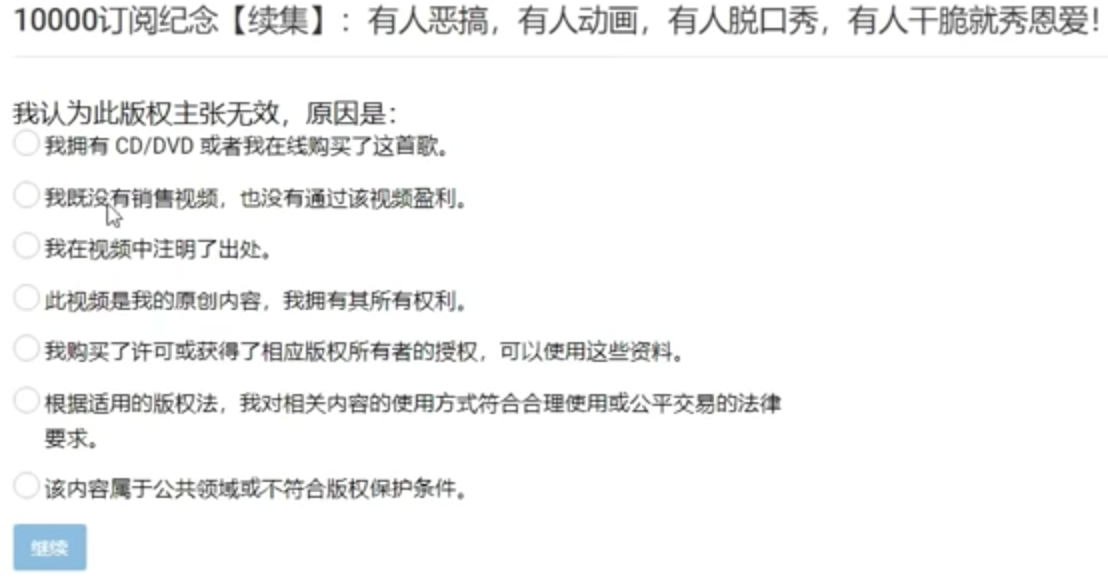 10000订阅纪念【续集】：有人恶搞，有人动画，有人脱口秀，有人干脆就秀恩爱！
我认为此版权主张无效，原因是：
我拥有 CD/DVD 或者我在线购买了这首歌。
我既没有销售视频，也没有通过该视频盈利。
我在视频中注明了出处。
此视频是我的原创内容，我拥有其所有权利。
我购买了许可或获得了相应版权所有者的授权，可以使用这些资料。
根据适用的版权法，我对相关内容的使用方式符合合理使用或公平交易的法律
要求。
该内容属于公共领域或不符合版权保护条件。
继续